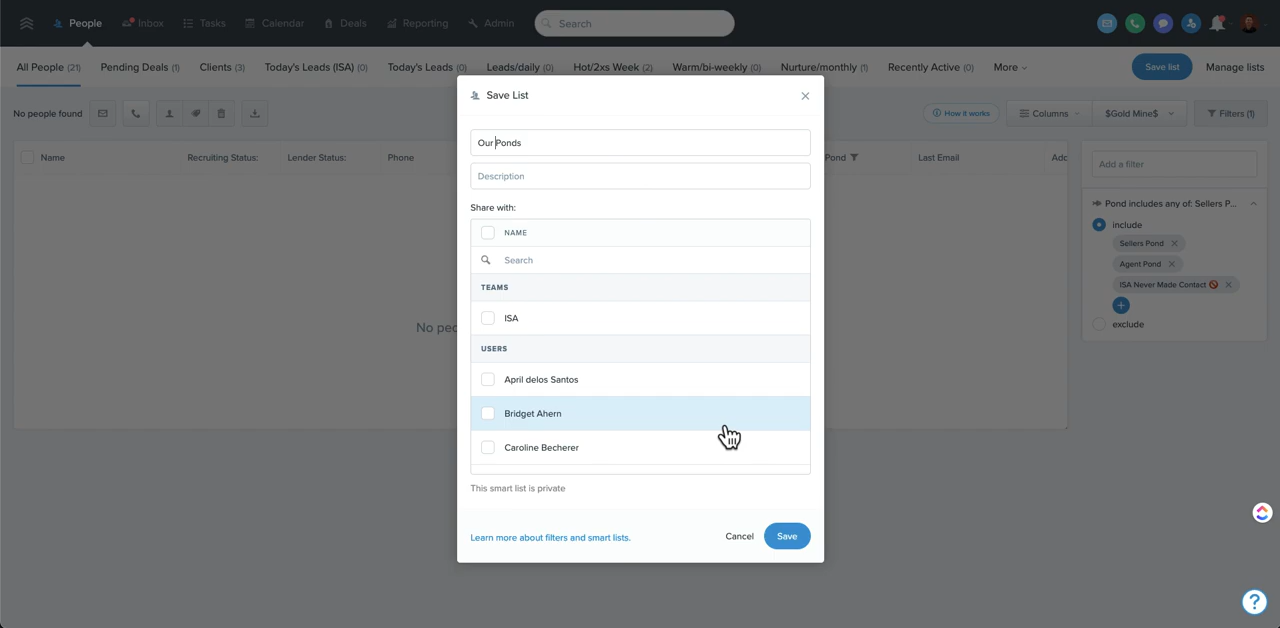 People Inbox Tasks Calendar Deals Reporting Admin Search
All People (21) Pending Deals (1) Clients (3) Today's Leads (ISA) (0) Today's Leads (0) Leads/daily (0) Hot/2xs Week (2) Warm/bi-weekly (0) Nurture/monthly (1) Recently Active (0) More Save list Manage lists
No people found How it works Columns $Gold Mine$ Filters (1)
Name Recruiting Status: Lender Status: Phone Pond Last Email
No
Add a filter
Pond includes any of: Sellers P...
include
Sellers Pond
Agent Pond
ISA Never Made Contact 🚫
exclude
Save List
Our Ponds
Description
Share with:
NAME
Search
TEAMS
ISA
USERS
April delos Santos
Bridget Ahern
Caroline Becherer
This smart list is private
Learn more about filters and smart lists. Cancel Save
?